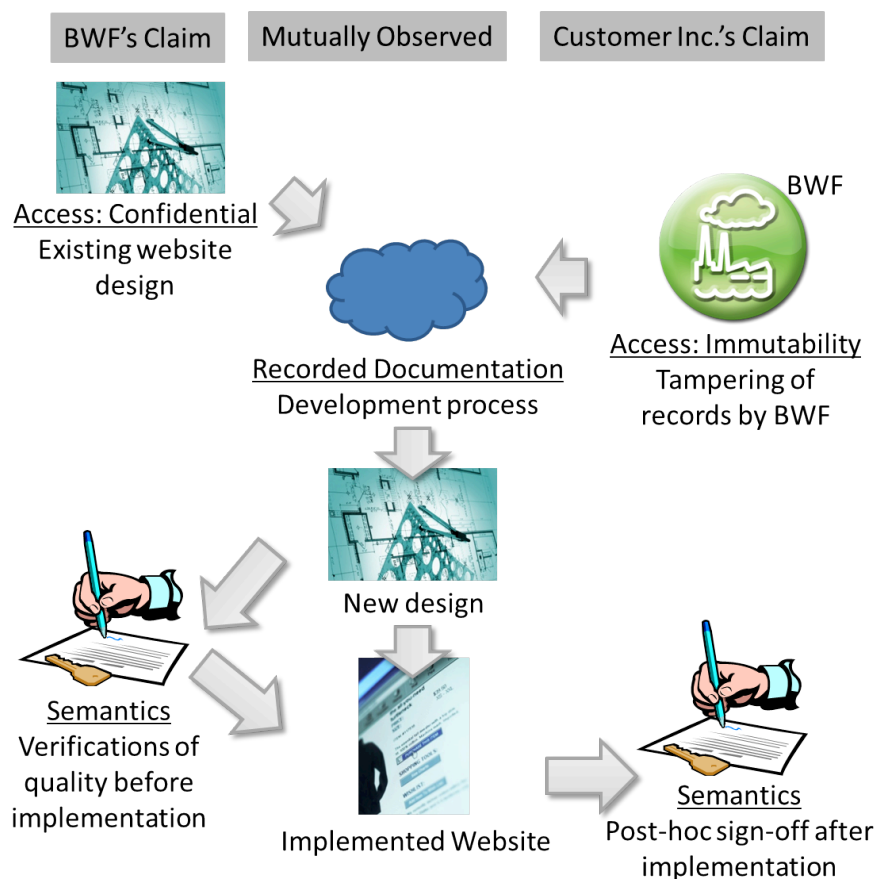 BWF's Claim
Mutually Observed
Customer Inc.'s Claim
Access: Confidential
Existing website
design
BWF
Access: Immutability
Tampering of
records by BWF
Recorded Documentation
Development process
New design
Semantics
Verifications of
quality before
implementation
Implemented Website
Semantics
Post-hoc sign-off after
implementation